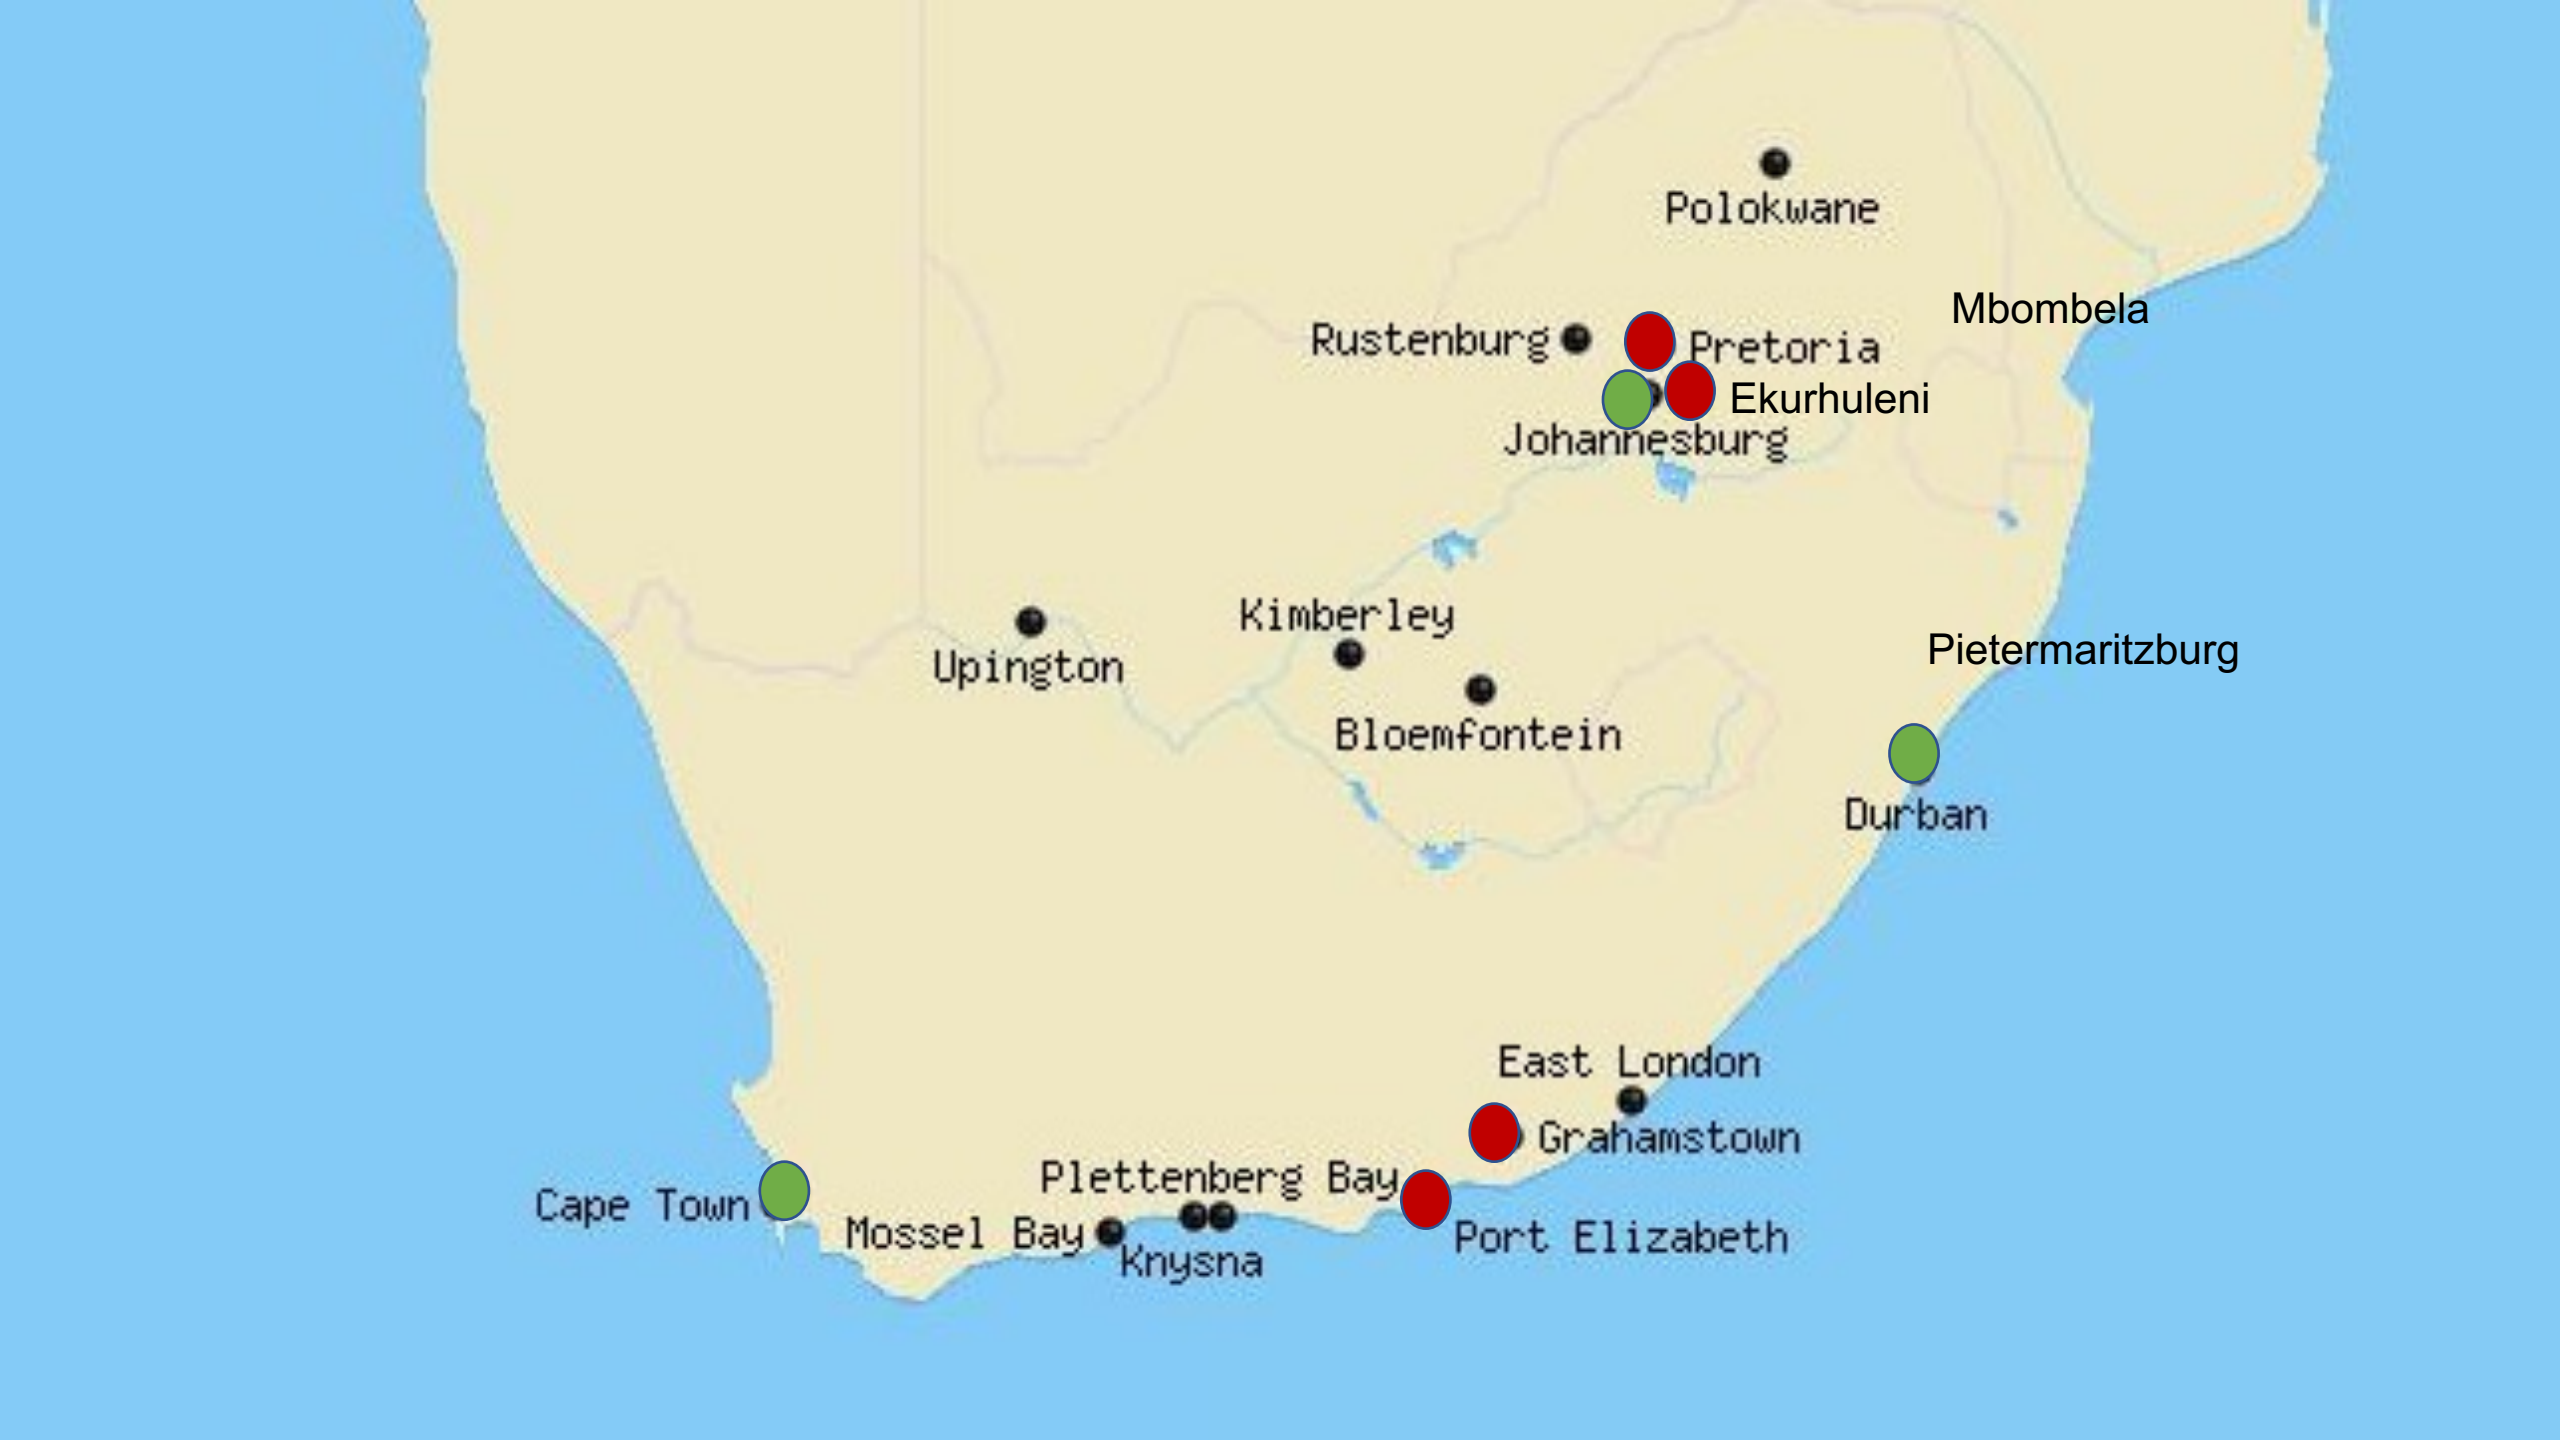 Polokwane
Mbombela
Rustenburg
Pretoria
Ekurhuleni
Johannesburg
Kimberley
Pietermaritzburg
Upington
Bloemfontein
Durban
East London
Grahamstown
Plettenberg Bay
Cape Town
Mossel Bay
Port Elizabeth
Knysna